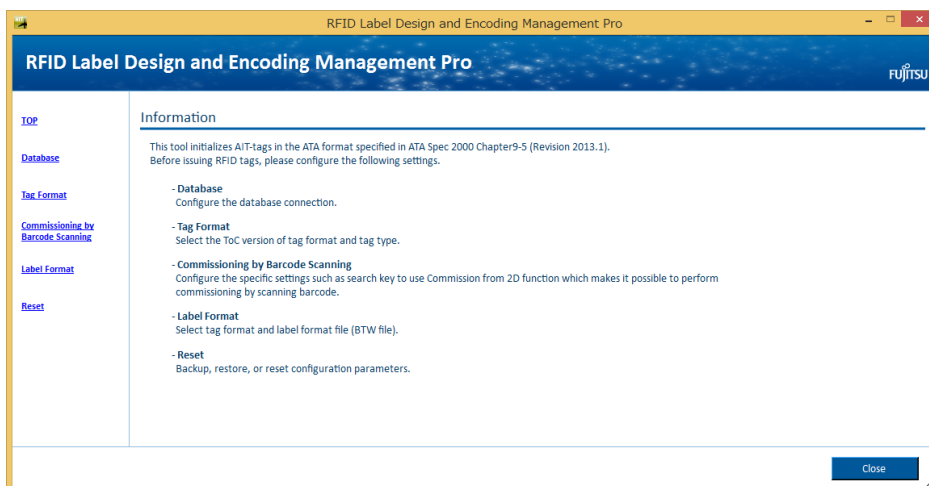 RFID Label Design and Encoding Management Pro
RFID Label Design and Encoding Management Pro
FUJITSU
TOP
Database
Tag Format
Commissioning by
Barcode Scanning
Label Format
Reset
Information
This tool initializes AIT-tags in the ATA format specified in ATA Spec 2000 Chapter9-5 (Revision 2013.1).
Before issuing RFID tags, please configure the following settings.
- Database
Configure the database connection.
- Tag Format
Select the ToC version of tag format and tag type.
- Commissioning by Barcode Scanning
Configure the specific settings such as search key to use Commission from 2D function which makes it possible to perform
commissioning by scanning barcode.
- Label Format
Select tag format and label format file (BTW file).
- Reset
Backup, restore, or reset configuration parameters.
Close